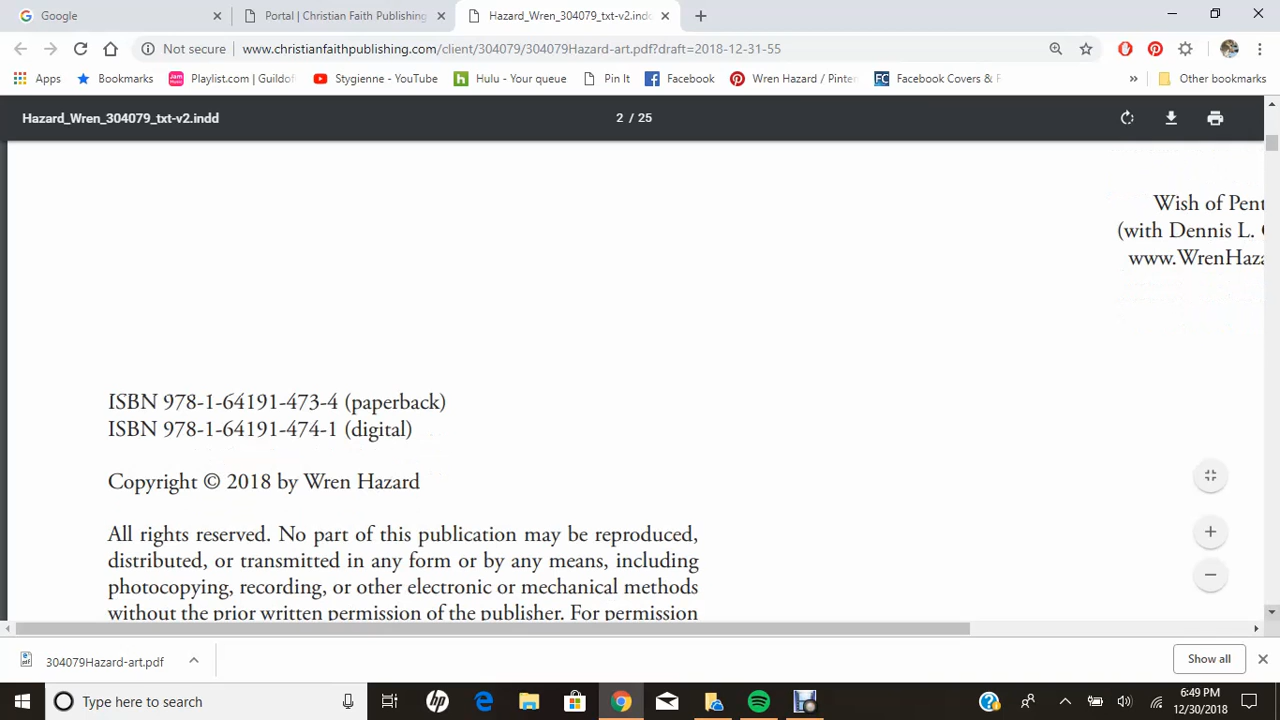 Google
Portal | Christian Faith Publishing
Hazard_Wren_304079_txt-v2.indd
Not secure
www.christianfaithpublishing.com/client/304079/304079Hazard-art.pdf?draft=2018-12-31-55
Apps
Bookmarks
Playlist.com | Guildof
Stygienne - YouTube
Hulu - Your queue
Pin It
Facebook
Wren Hazard / Pinter
Facebook Covers & F
Other bookmarks
Hazard_Wren_304079_txt-v2.indd
2 / 25
Wish of Pent
(with Dennis L.
www.WrenHaza
ISBN 978-1-64191-473-4 (paperback)
ISBN 978-1-64191-474-1 (digital)
Copyright © 2018 by Wren Hazard
All rights reserved. No part of this publication may be reproduced,
distributed, or transmitted in any form or by any means, including
photocopying, recording, or other electronic or mechanical methods
without the prior written permission of the publisher. For permission
304079Hazard-art.pdf
Show all
Type here to search
hp
6:49 PM
12/30/2018